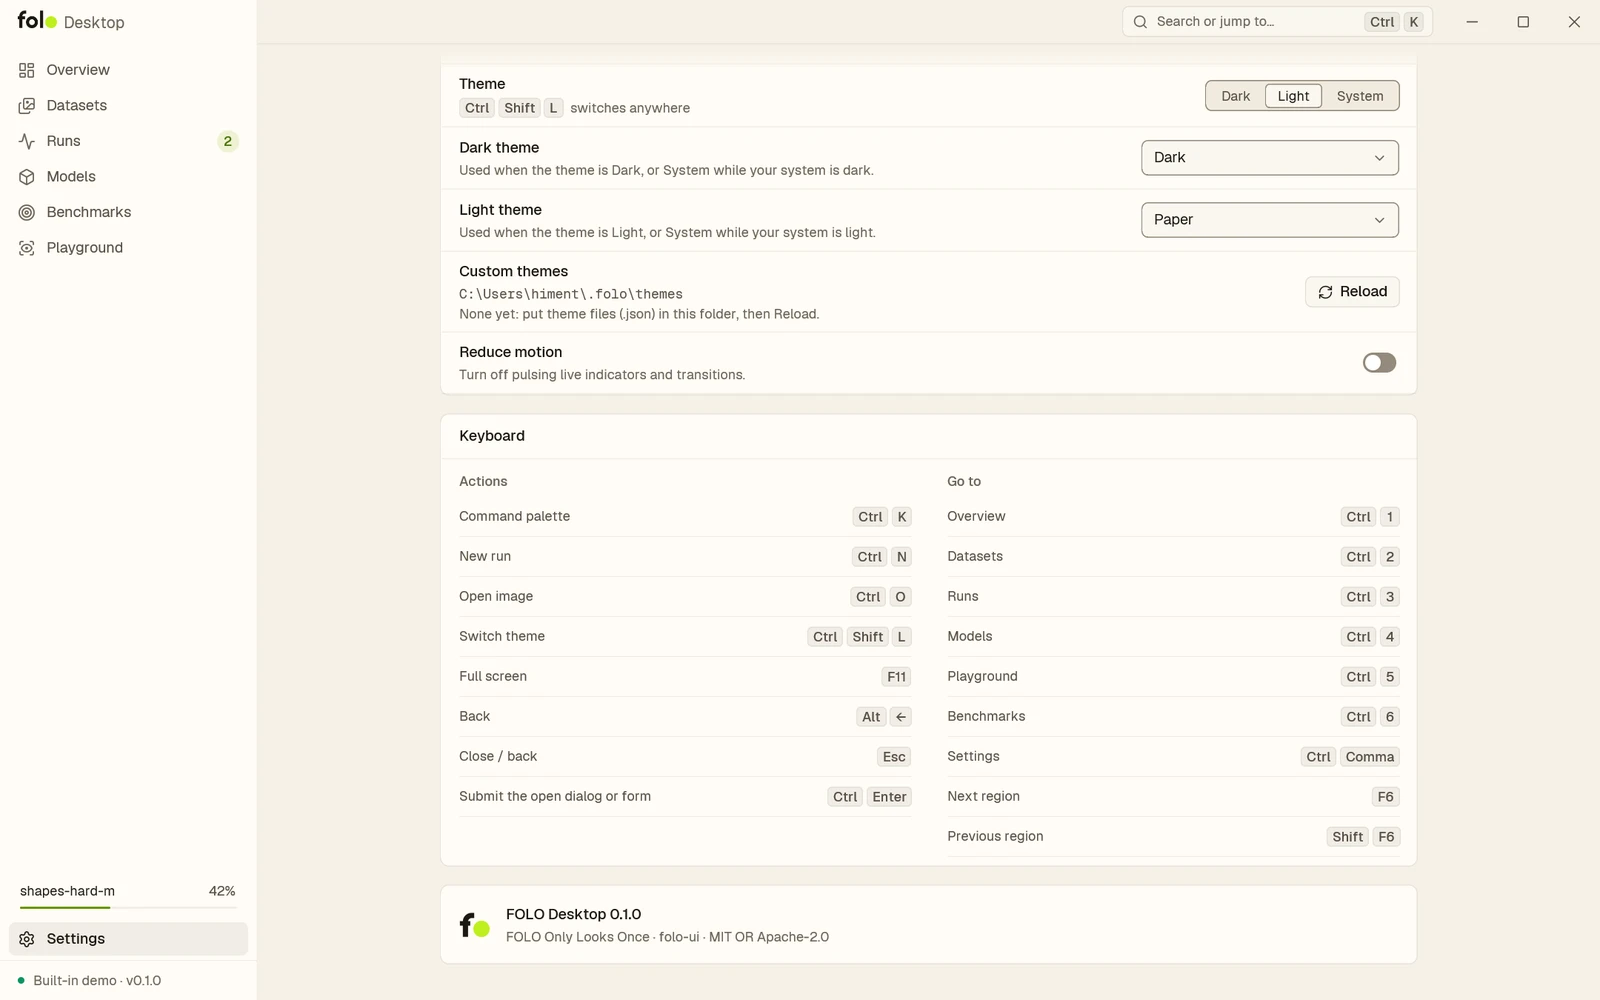 folo Desktop
Search or jump to... Ctrl K
Overview
Datasets
Runs 2
Models
Benchmarks
Playground
shapes-hard-m 42%
Settings
Built-in demo · v0.1.0
Theme
Ctrl Shift L switches anywhere
Dark Light System
Dark theme
Used when the theme is Dark, or System while your system is dark.
Dark
Light theme
Used when the theme is Light, or System while your system is light.
Paper
Custom themes
C:\Users\himent\.folo\themes
None yet: put theme files (.json) in this folder, then Reload.
Reload
Reduce motion
Turn off pulsing live indicators and transitions.
Keyboard
Actions
Command palette Ctrl K
New run Ctrl N
Open image Ctrl O
Switch theme Ctrl Shift L
Full screen F11
Back Alt ←
Close / back Esc
Submit the open dialog or form Ctrl Enter
Go to
Overview Ctrl 1
Datasets Ctrl 2
Runs Ctrl 3
Models Ctrl 4
Playground Ctrl 5
Benchmarks Ctrl 6
Settings Ctrl Comma
Next region F6
Previous region Shift F6
fo
FOLO Desktop 0.1.0
FOLO Only Looks Once · folo-ui · MIT OR Apache-2.0